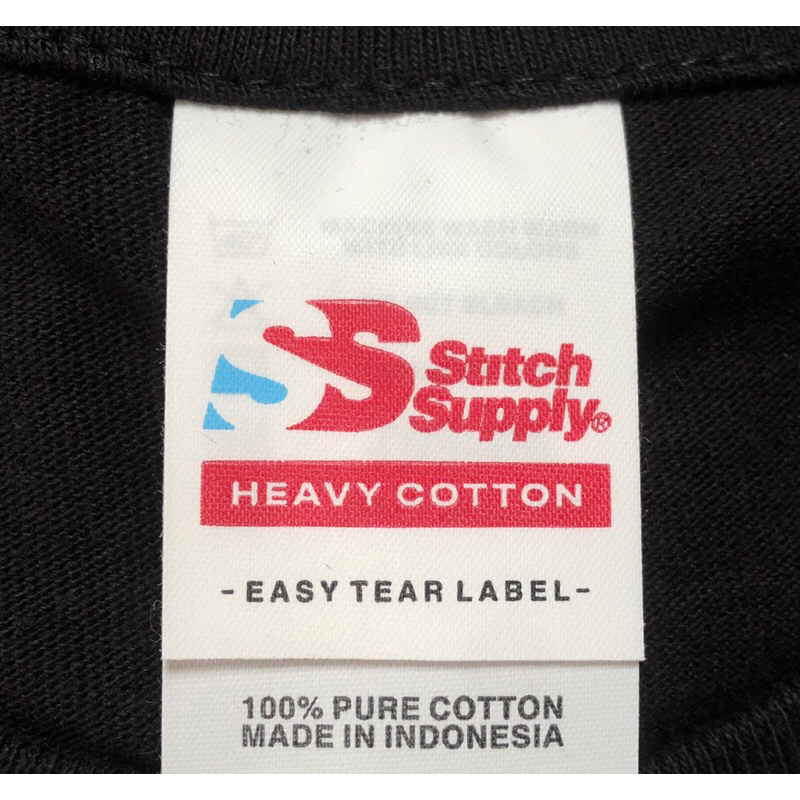 SS Stitch
Supply®
HEAVY COTTON
-EASY TEAR LABEL-
100% PURE COTTON
MADE IN INDONESIA